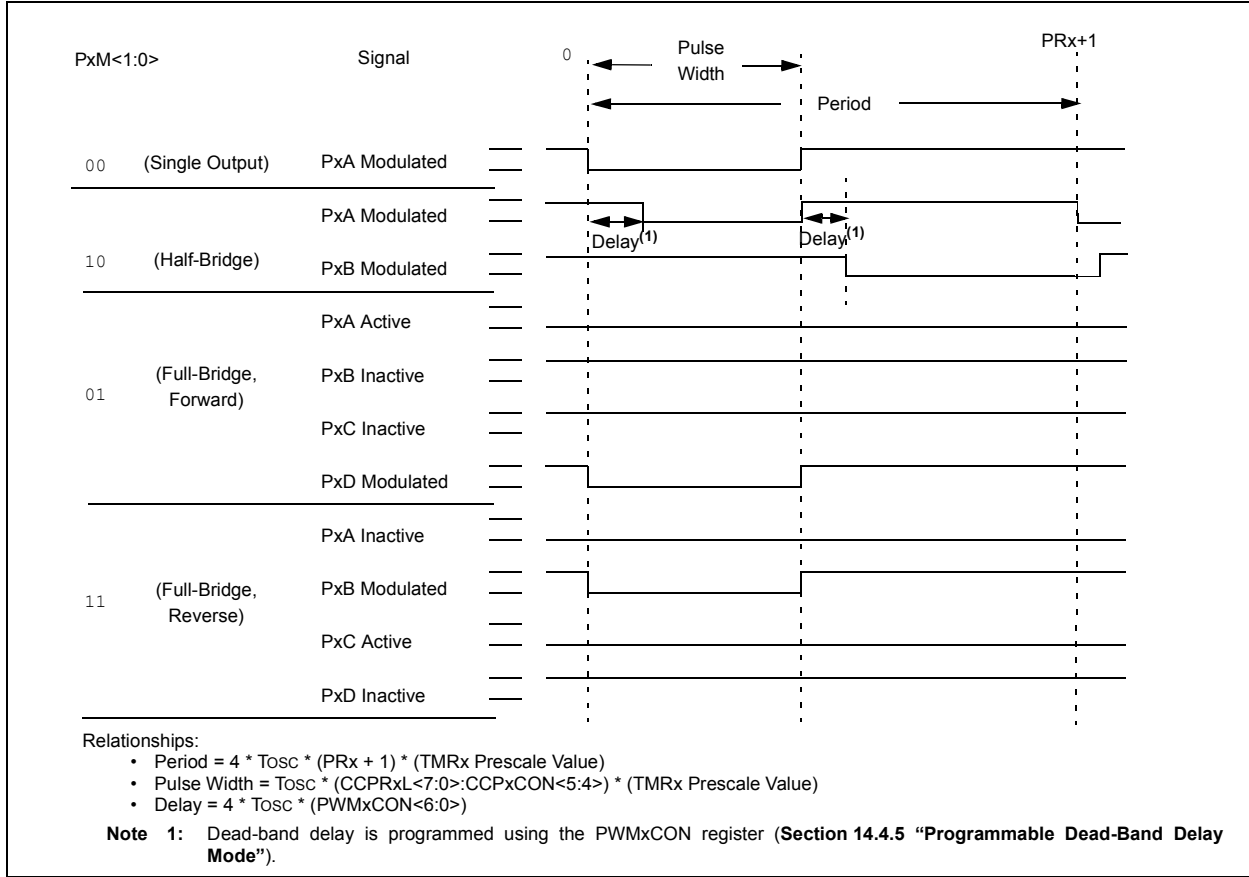 PxM<1:0>
Signal
0
Pulse
Width
PRx+1
Period
00 (Single Output) PxA Modulated
PxA Modulated
Delay(1) Delay(1)
10 (Half-Bridge) PxB Modulated
PxA Active
(Full-Bridge,
Forward)
PxB Inactive
01
PxC Inactive
PxD Modulated
PxA Inactive
(Full-Bridge,
Reverse)
PxB Modulated
11
PxC Active
PxD Inactive
Relationships:
• Period = 4 * TOSC * (PRx + 1) * (TMRx Prescale Value)
• Pulse Width = TOSC * (CCPRxL<7:0>:CCPxCON<5:4>) * (TMRx Prescale Value)
• Delay = 4 * TOSC * (PWMxCON<6:0>)
Note 1: Dead-band delay is programmed using the PWMxCON register (Section 14.4.5 “Programmable Dead-Band Delay
Mode”).